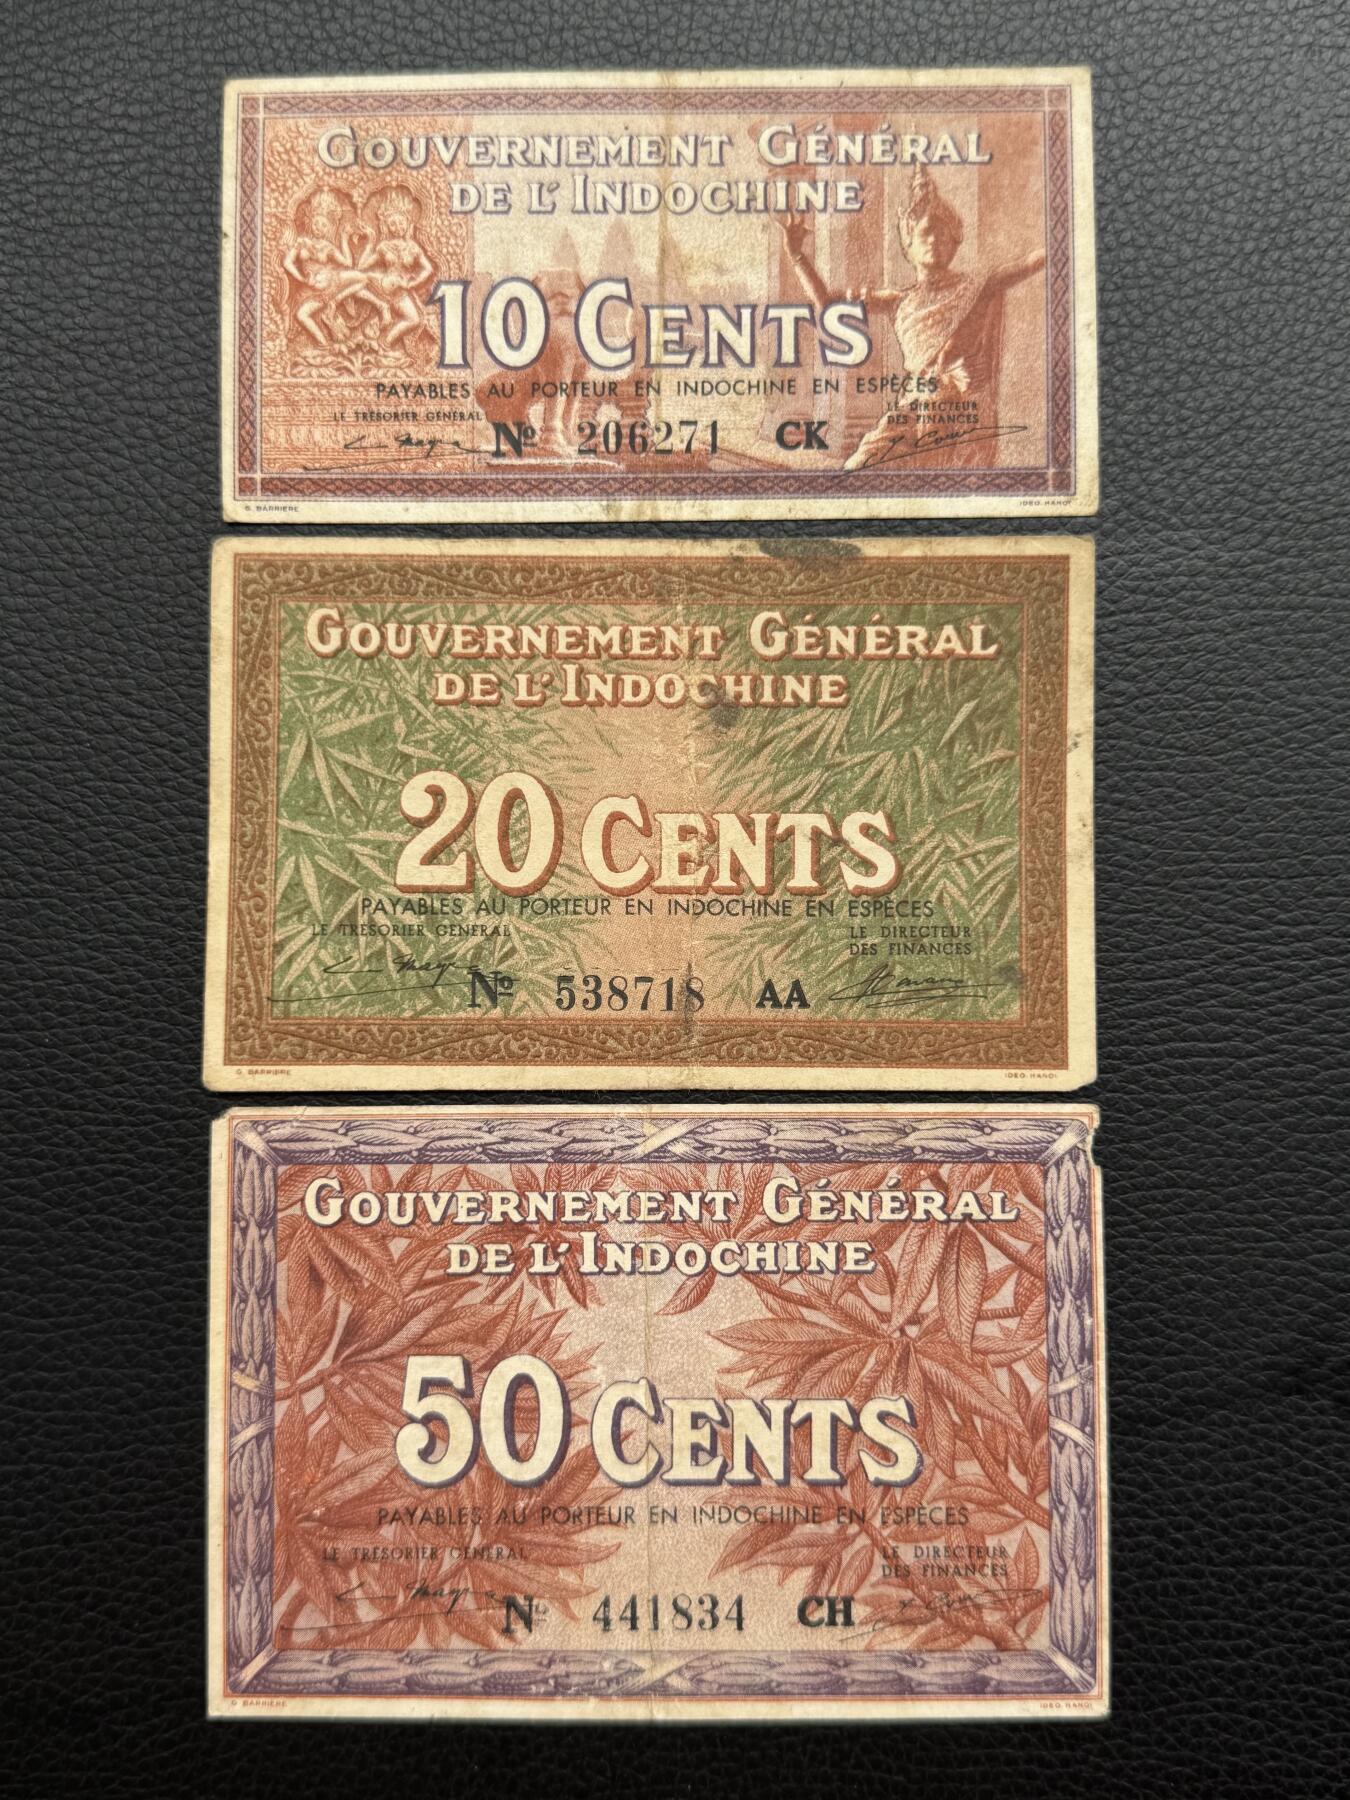 GOUVERNEMENT GÉNÉRAL
DE L'INDOCHINE
10 CENTS
PAYABLES AU PORTEUR EN INDOCHINE EN ESPÈCES
LE TRÉSORIER GÉNÉRAL
LE DIRECTEUR
DES FINANCES
Nº 206271 CK
G. BARRIERE
IDEO. HANOI
GOUVERNEMENT GÉNÉRAL
DE L'INDOCHINE
20 CENTS
PAYABLES AU PORTEUR EN INDOCHINE EN ESPÈCES
LE TRÉSORIER GÉNÉRAL
LE DIRECTEUR
DES FINANCES
Nº 538718 AA
G. BARRIERE
IDEO. HANOI
GOUVERNEMENT GÉNÉRAL
DE L'INDOCHINE
50 CENTS
PAYABLES AU PORTEUR EN INDOCHINE EN ESPÈCES
LE TRÉSORIER GÉNÉRAL
LE DIRECTEUR
DES FINANCES
Nº 441834 CH
G. BARRIERE
IDEO. HANOI